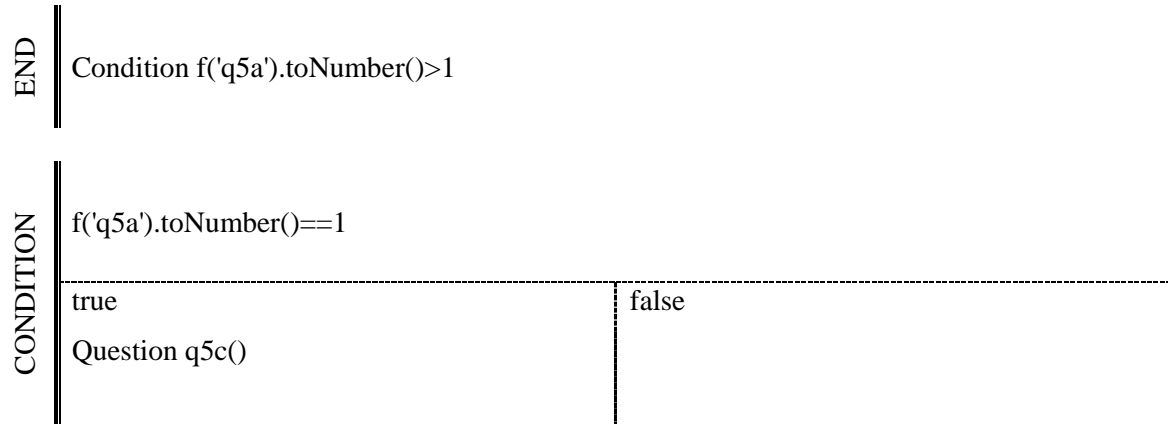 END
Condition f('q5a').toNumber()>1
CONDITION
f('q5a').toNumber()==1
true
false
Question q5c()